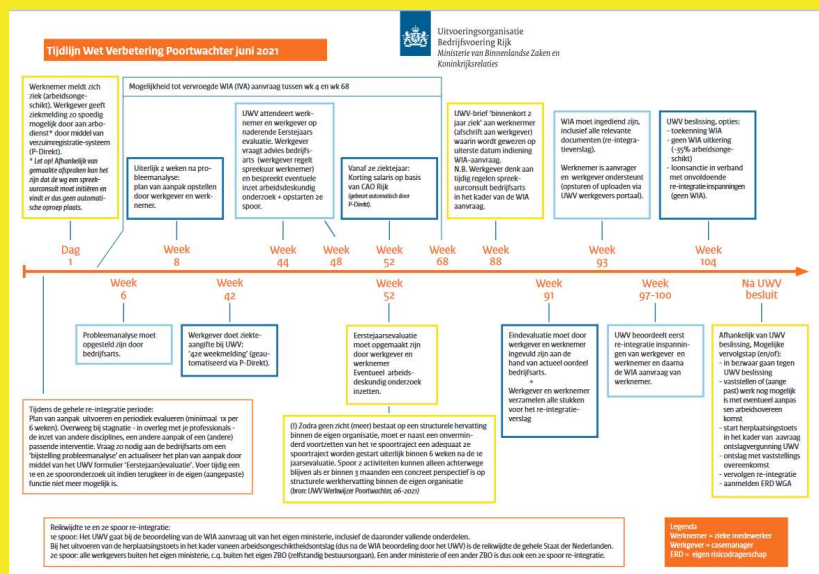 Tijdlijn Wet Verbetering Poortwachter juni 2021
Uitvoeringsorganisatie
Bedrijfsvoering Rijk
Ministerie van Binnenlandse Zaken en
Koninkrijksrelaties
Werknemer meldt zich
ziek (arbeidsonge-
schikt). Werkgever geeft
ziekmelding zo spoedig
mogelijk door aan arbo-
dienst* door middel van
verzuimregistratie-systeem
(P-Direkt).
* Let op! Afhankelijk van
gemaakte afspraken kan het
zijn dat de wg een spreek-
uurconsult moet initiëren en
vindt er dus geen automati-
sche oproep plaats.
Mogelijkheid tot vervroegde WIA (IVA) aanvraag tussen wk 4 en wk 68
Uiterlijk 2 weken na pro-
bleemanalyse:
plan van aanpak opstellen
door werkgever en werk-
nemer.
UWV attendeert werk-
nemer en werkgever op
naderende Eerstejaars
evaluatie. Werkgever
vraagt advies bedrijfs-
arts (werkgever regelt
spreekuur werknemer)
en bespreekt eventuele
inzet arbeidsdeskundig
onderzoek + opstarten 2e
spoor.
Vanaf 2e ziektejaar:
Korting salaris op basis
van CAO Rijk
(gebeurt automatisch door
P-Direkt).
UWV-brief 'binnenkort 2
jaar ziek' aan werknermer
(afschrift aan werkgever)
waarin wordt gewezen op
uiterste datum indiening
WIA-aanvraag.
N.B. Werkgever denk aan
tijdig regelen spreek-
uurconsult bedrijfsarts
in het kader van de WIA
aanvraag.
WIA moet ingediend zijn,
inclusief alle relevante
documenten (re-integra-
tieverslag).
Werknemer is aanvrager
en werkgever ondersteunt
(opsturen of uploaden via
UWV werkgevers portaal).
UWV beslissing, opties:
- toekenning WIA
- geen WIA uitkering
(-35% arbeidsonge-
schikt)
- loonsanctie in verband
met onvoldoende
re-integratie inspanningen
(geen WIA).
Dag
1
Week
8
Week
44
Week
48
Week
52
Week
68
Week
88
Week
93
Week
104
Week
6
Week
42
Week
52
Week
91
Week
97-100
Na UWV
besluit
Probleemanalyse moet
opgesteld zijn door
bedrijfsarts.
Werkgever doet ziekte-
aangifte bij UWV:
'42e weekmelding' (geau-
tomatiseerd via P-Direkt).
Eerstejaarsevaluatie
moet opgemaakt zijn
door werkgever en
werknemer
Eventueel arbeids-
deskundig onderzoek
inzetten.
Eindevaluatie moet door
werkgever en werknemer
ingevuld zijn aan de
hand van actueel oordeel
bedrijfsarts.
+
Werkgever en werknemer
verzamelen alle stukken
voor het re-integratie-
verslag
UWV beoordeelt eerst
re-integratie inspan-
ningen van werkgever
en werknemer en daarna
de WIA aanvraag van
werknemer.
Afhankelijk van UWV
beslissing, Mogelijke
vervolgstap (en/of):
- in bezwaar gaan tegen
UWV beslissing
- vaststellen of (aange
past) werk nog mogelijk
is met eventueel aanpas
sen arbeidsovereen
komst
- start herplaatsingstoets
in het kader van aavraag
ontslagvergunning UWV
- ontslag met vaststellings
overeenkomst
- vervolgen re-integratie
- aanmelden ERD WGA
Tijdens de gehele re-integratie periode:
Plan van aanpak uitvoeren en periodiek evalueren (minimaal 1x per
6 weken). Overweeg bij stagnatie - in overleg met je professionals -
de inzet van andere disciplines, een andere aanpak of een (andere)
passende interventie. Vraag zo nodig aan de bedrijfsarts om een
'bijstelling probleemanalyse' en actualiseer het plan van aanpak door
middel van het UWV formulier 'Eerstejaars)evaluatie'. Voer tijdig een
1e en 2e spooronderzoek uit indien terugkeer in de eigen (aangepaste)
functie niet meer mogelijk is.
(!) Zodra geen zicht (meer) bestaat op een structurele hervatting
binnen de eigen organisatie, moet er naast een onvermin-
derd voortzetten van het 1e spoortraject een adequaat 2e
spoortraject worden gestart uiterlijk binnen 6 weken na de 1e
jaarsevaluatie. Spoor 2 activiteiten kunnen alleen achterwege
blijven als er binnen 3 maanden een concreet perspectief is op
structurele werkhervatting binnen de eigen organisatie
(bron: UWV Werkwijzer Poortwachter, 06-2021)
Reikwijdte 1e en 2e spoor re-integratie:
1e spoor: Het UWV gaat bij de beoordeling van de WIA aanvraag uit van het eigen ministerie, inclusief de daaronder vallende onderdelen.
Bij het uitvoeren van de herplaatsingstoets in het kader vaneen arbeidsongeschiktheidsontslag (dus na de WIA beoordeling door het UWV) is de reikwijdte de gehele Staat der Nederlanden.
2e spoor: alle werkgevers buiten het eigen ministerie, c.q. buiten het eigen ZBO (zelfstandig bestuursorgaan). Een ander ministerie of een ander ZBO is dus ook een 2e spoor re-integratie.
Legenda
Werknemer = zieke medewerker
Werkgever = casemanager
ERD = eigen risicodragerschap